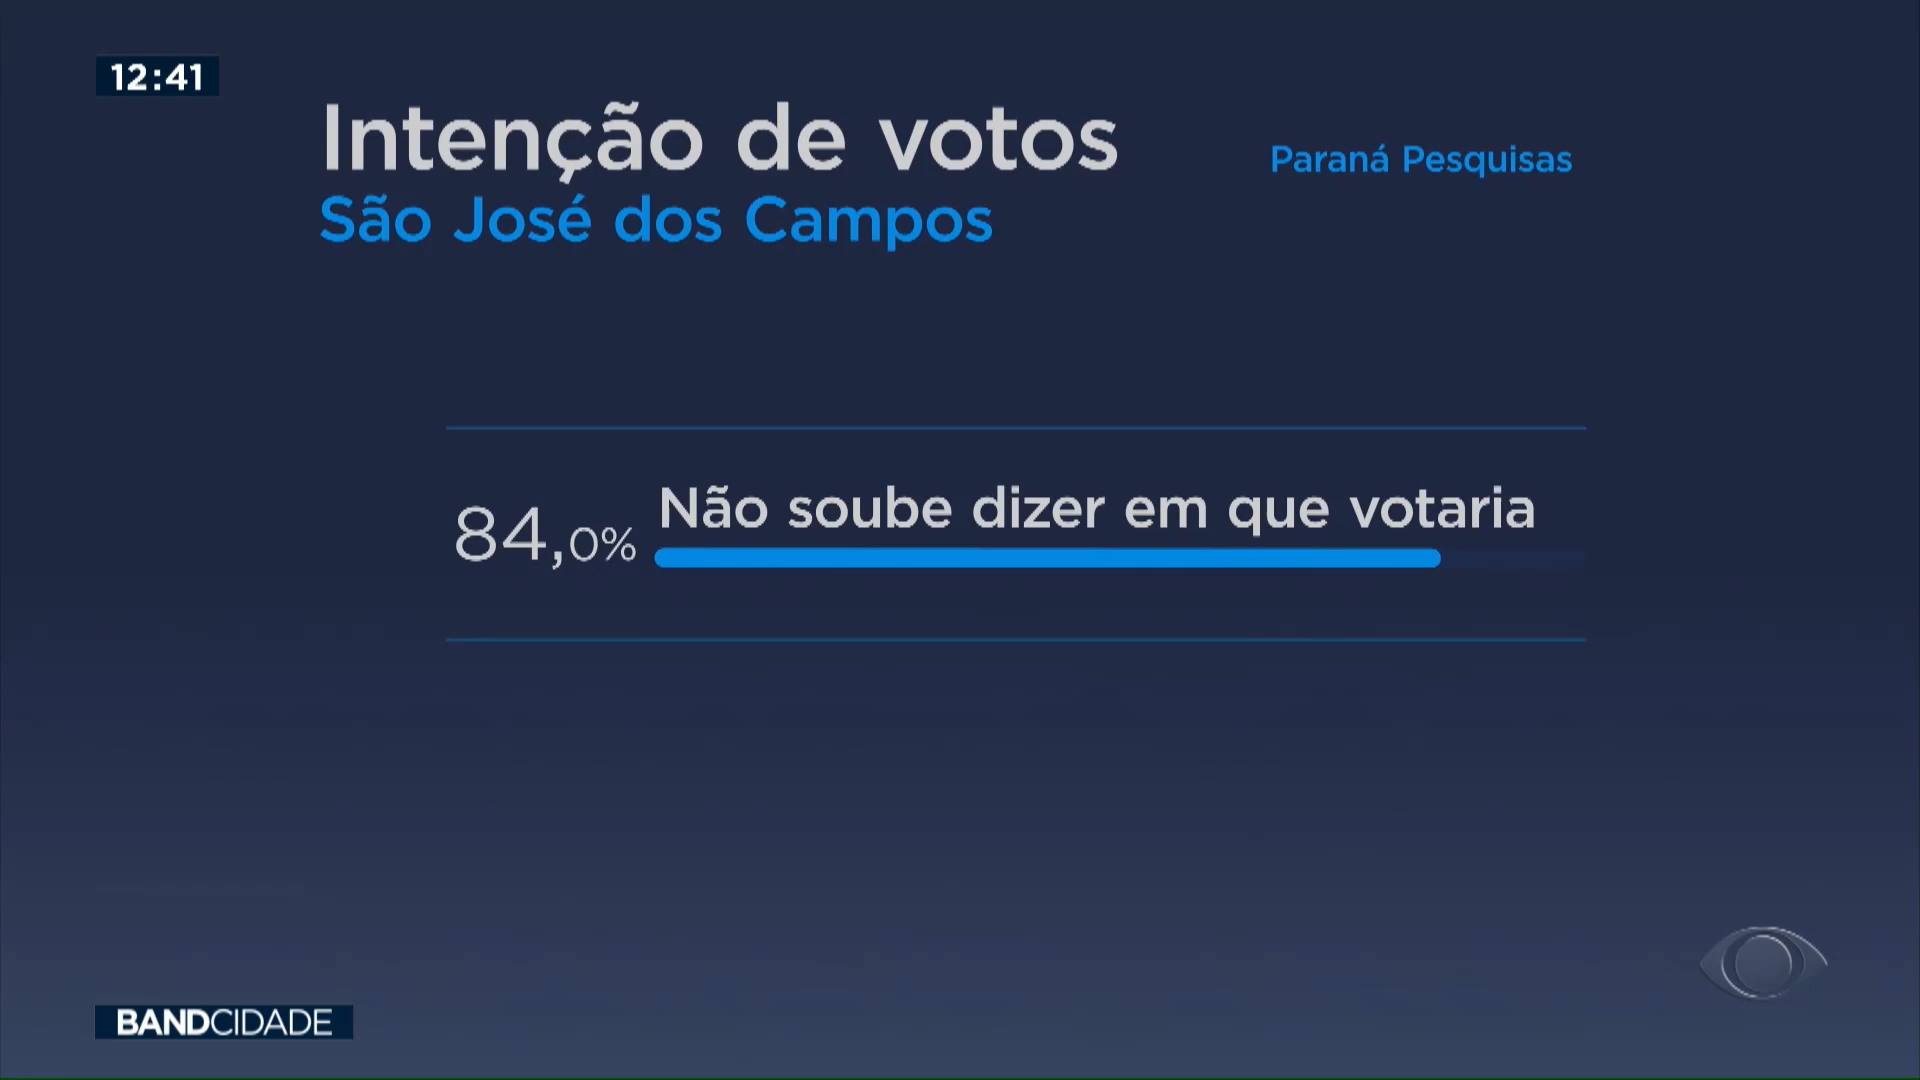 12:41
Intenção de votos
Paraná Pesquisas
São José dos Campos
Não soube dizer em que votaria
84,0%
BANDCIDADE